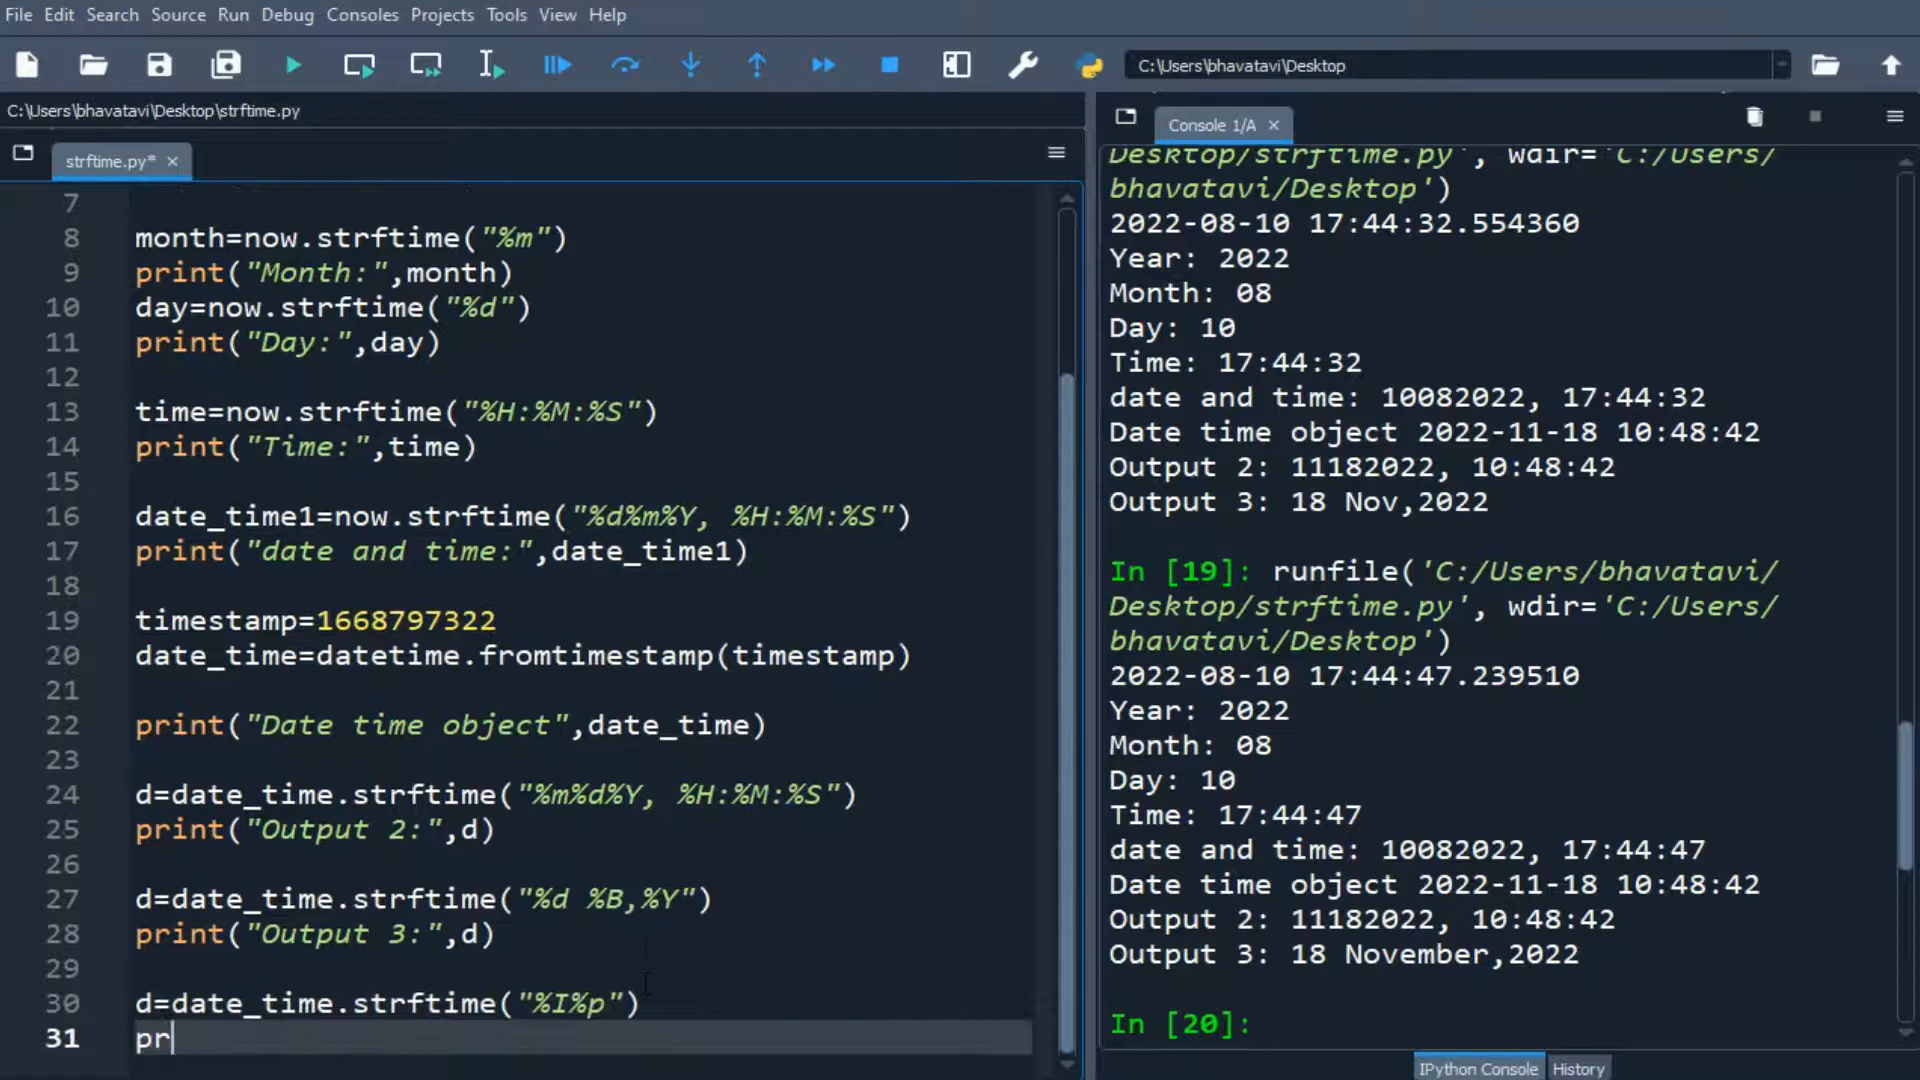 File Edit Search Source Run Debug Consoles Projects Tools View Help
C:\Users\bhavatavi\Desktop
C:\Users\bhavatavi\Desktop\strftime.py
strftime.py*
7
8 month=now.strftime("%m")
9 print("Month:",month)
10 day=now.strftime("%d")
11 print("Day:",day)
12
13 time=now.strftime("%H:%M:%S")
14 print("Time:",time)
15
16 date_time1=now.strftime("%d%m%Y, %H:%M:%S")
17 print("date and time:",date_time1)
18
19 timestamp=1668797322
20 date_time=datetime.fromtimestamp(timestamp)
21
22 print("Date time object",date_time)
23
24 d=date_time.strftime("%m%d%Y, %H:%M:%S")
25 print("Output 2:",d)
26
27 d=date_time.strftime("%d %B,%Y")
28 print("Output 3:",d)
29
30 d=date_time.strftime("%I%p")
31 pr
Console 1/A
Desktop/strftime.py', wdir='C:/Users/
bhavatavi/Desktop')
2022-08-10 17:44:32.554360
Year: 2022
Month: 08
Day: 10
Time: 17:44:32
date and time: 10082022, 17:44:32
Date time object 2022-11-18 10:48:42
Output 2: 11182022, 10:48:42
Output 3: 18 Nov,2022
In [19]: runfile('C:/Users/bhavatavi/
Desktop/strftime.py', wdir='C:/Users/
bhavatavi/Desktop')
2022-08-10 17:44:47.239510
Year: 2022
Month: 08
Day: 10
Time: 17:44:47
date and time: 10082022, 17:44:47
Date time object 2022-11-18 10:48:42
Output 2: 11182022, 10:48:42
Output 3: 18 November,2022
In [20]:
IPython Console History